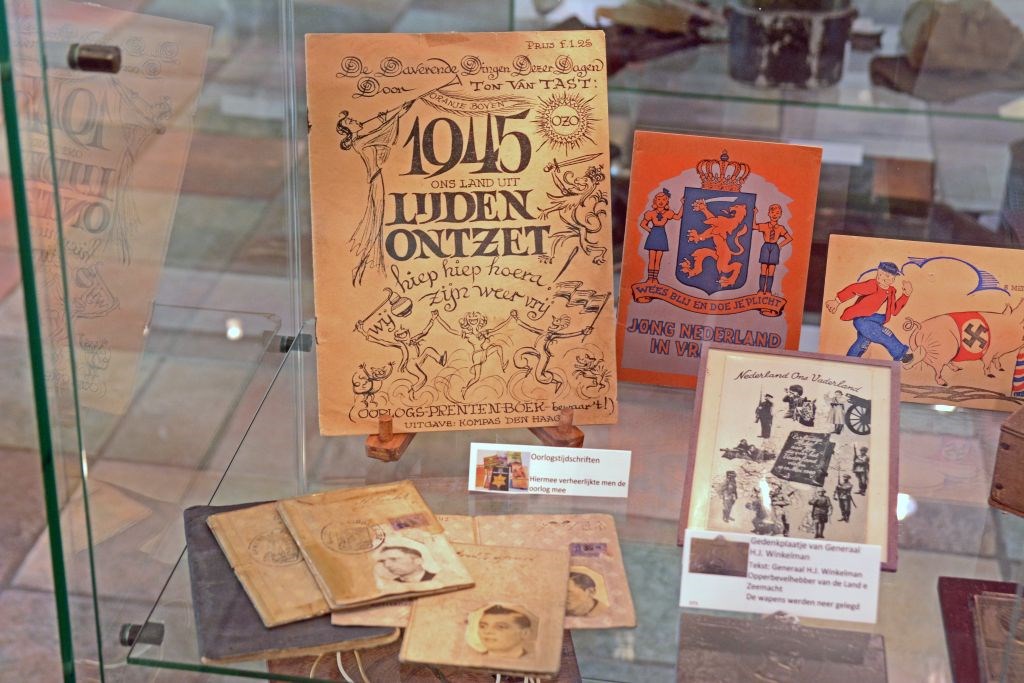 PRIJS F.1.25
De Daverende Dingen Dezer Dagen
Door TON VAN TAST:
ORANJE BOVEN
OZO
1945
ONS LAND UIT
LIJDEN
ONTZET
hiep hiep hoera
wij zijn weer vrij
(OORLOGS-PRENTEN-BOEK-bewaar 't!)
UITGAVE: KOMPAS DEN HAAG
WEES BLIJ EN DOE JE PLICHT
JONG NEDERLAND
IN VR
Nederland Ons Vaderland
Oorlogstijdschriften
Hiermee verheerlijkte men de
oorlog mee
Gedenkplaatje van Generaal
H.J. Winkelman
Tekst: Generaal H.J. Winkelman
Opperbevelhebber van de Land e
Zeemacht
De wapens werden neer gelegd